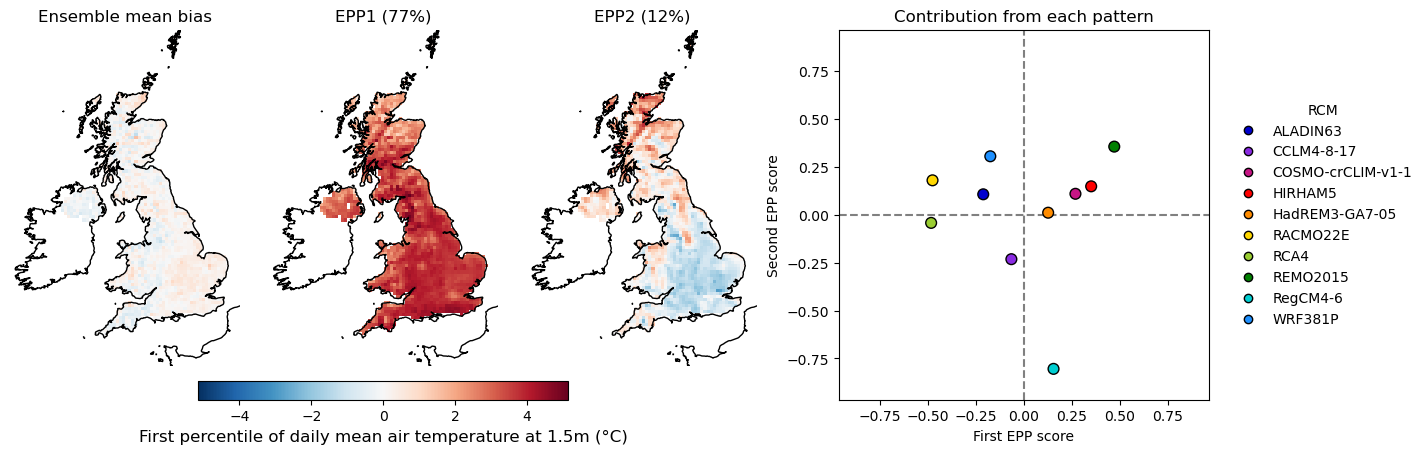 Ensemble mean bias
EPP1 (77%)
EPP2 (12%)
Contribution from each pattern
−4 −2 0 2 4
First percentile of daily mean air temperature at 1.5m (°C)
Second EPP score
0.75
0.50
0.25
0.00
−0.25
−0.50
−0.75
−0.75 −0.50 −0.25 0.00 0.25 0.50 0.75
First EPP score
RCM
ALADIN63
CCLM4-8-17
COSMO-crCLIM-v1-1
HIRHAM5
HadREM3-GA7-05
RACMO22E
RCA4
REMO2015
RegCM4-6
WRF381P